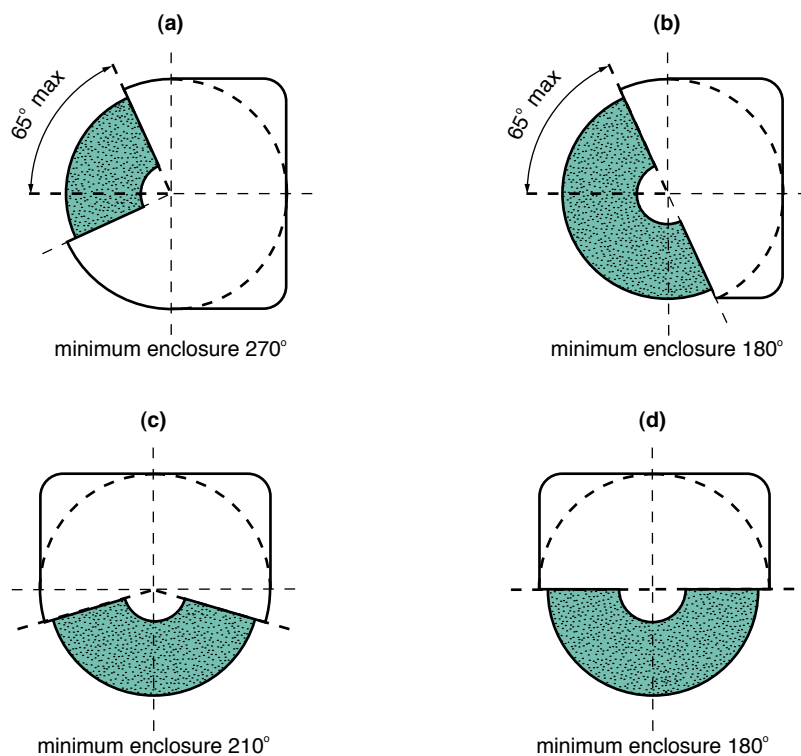 (a)
65° max
minimum enclosure 270°
(b)
65° max
minimum enclosure 180°
(c)
minimum enclosure 210°
(d)
minimum enclosure 180°